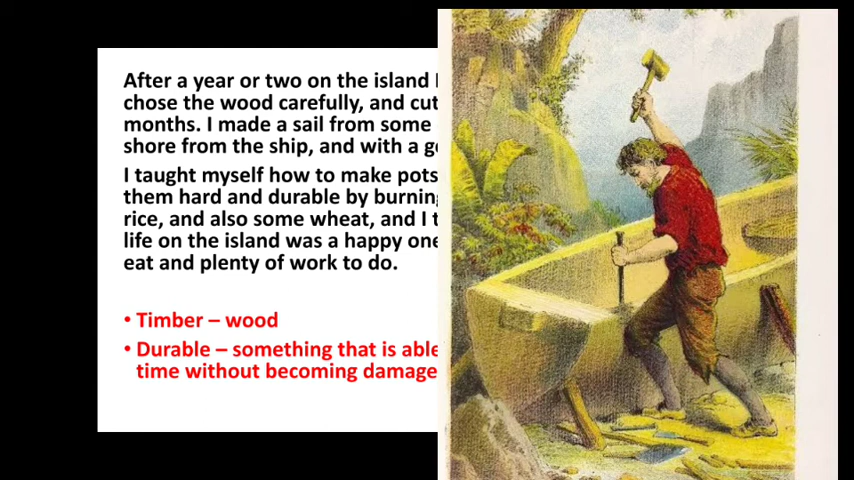 After a year or two on the island
chose the wood carefully, and cut
months. I made a sail from some
shore from the ship, and with a
I taught myself how to make pots
them hard and durable by
rice, and also some wheat, and I
life on the island was a happy one
eat and plenty of work to do.
• Timber – wood
• Durable – something that is able
time without becoming damage